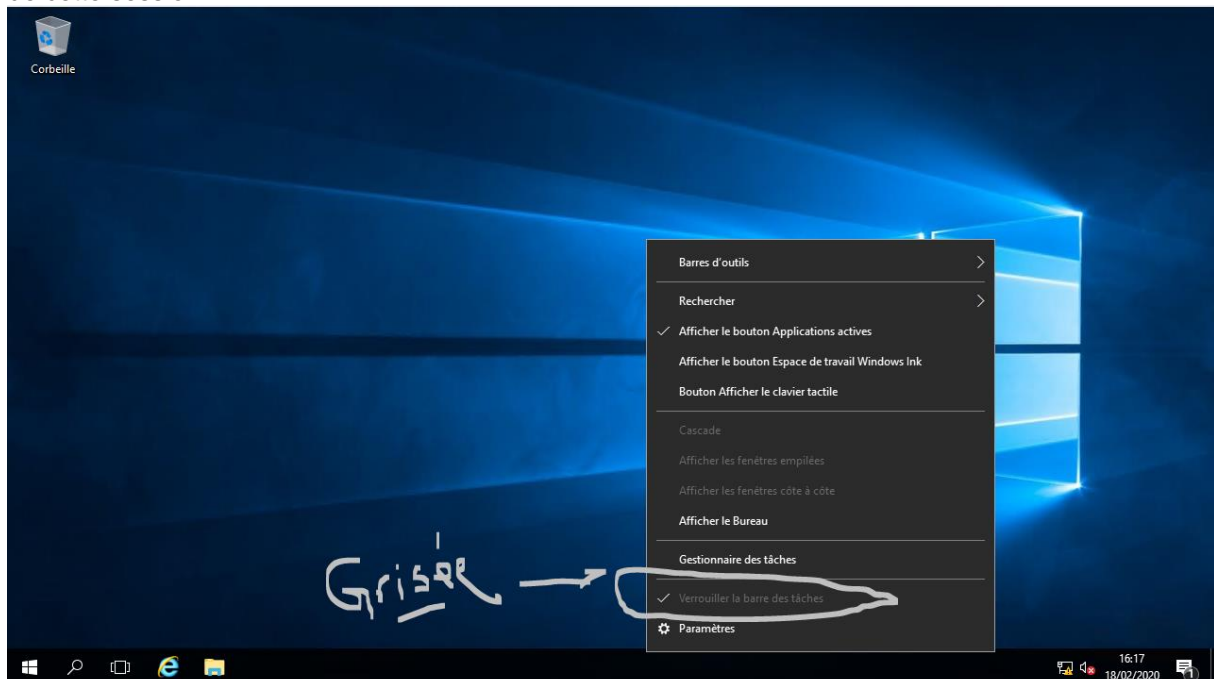 Corbeille
Barres d'outils
Rechercher
Afficher le bouton Applications actives
Afficher le bouton Espace de travail Windows Ink
Bouton Afficher le clavier tactile
Cascade
Afficher les fenêtres empilées
Afficher les fenêtres côte à côte
Afficher le Bureau
Gestionnaire des tâches
Grisée
Verrouiller la barre des tâches
Paramètres
16:17
18/02/2020
1